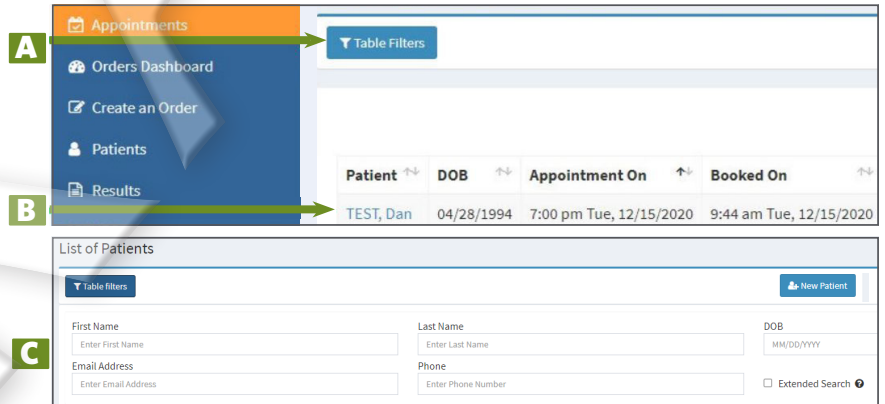 Appointments
A
Table Filters
Orders Dashboard
Create an Order
Patients
Results
Patient DOB Appointment On Booked On
B
TEST, Dan 04/28/1994 7:00 pm Tue, 12/15/2020 9:44 am Tue, 12/15/2020
List of Patients
Table filters
New Patient
First Name Last Name DOB
Enter First Name Enter Last Name MM/DD/YYYY
C
Email Address Phone
Enter Email Address Enter Phone Number Extended Search ?